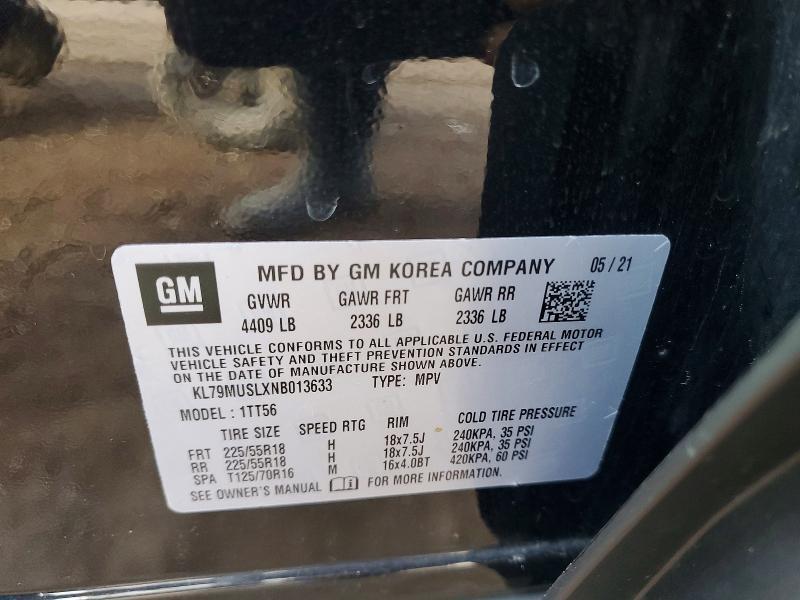 GM
MFD BY GM KOREA COMPANY 05 / 21
GVWR GAWR FRT GAWR RR
4409 LB 2336 LB 2336 LB
THIS VEHICLE CONFORMS TO ALL APPLICABLE U.S. FEDERAL MOTOR
VEHICLE SAFETY AND THEFT PREVENTION STANDARDS IN EFFECT
ON THE DATE OF MANUFACTURE SHOWN ABOVE.
KL79MUSLXNB013633 TYPE: MPV
MODEL : 1TT56
TIRE SIZE SPEED RTG RIM COLD TIRE PRESSURE
FRT 225/55R18 H 18x7.5J 240KPA, 35 PSI
RR 225/55R18 H 18x7.5J 240KPA, 35 PSI
SPA T125/70R16 M 16x4.0BT 420KPA, 60 PSI
SEE OWNER'S MANUAL FOR MORE INFORMATION.